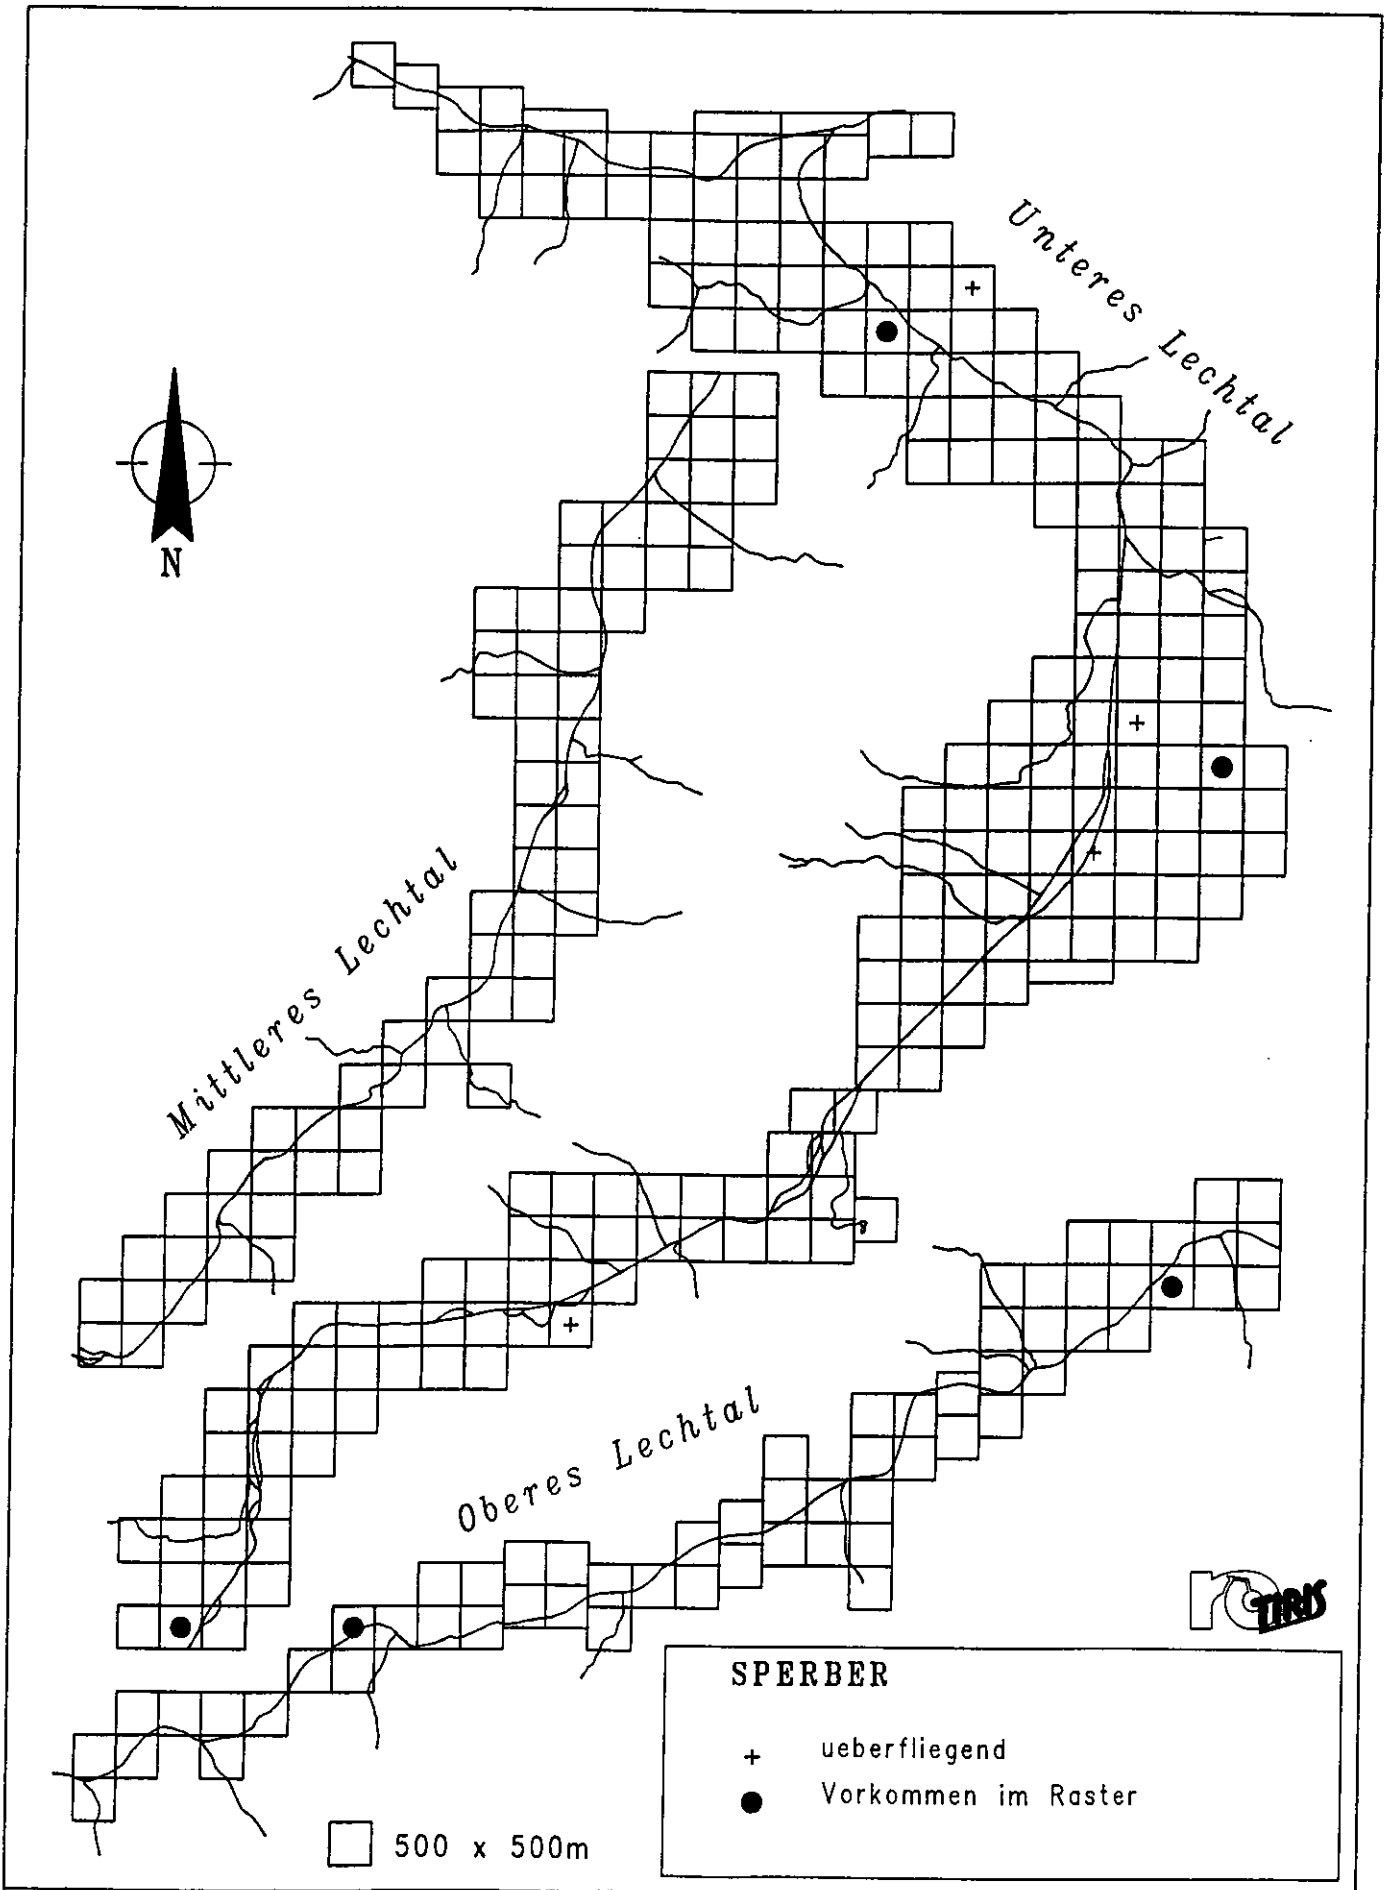 Unteres Lechtal
N
Mittleres Lechtal
Oberes Lechtal
TIRIS
SPERBER
+ ueberfliegend
● Vorkommen im Raster
500 x 500m